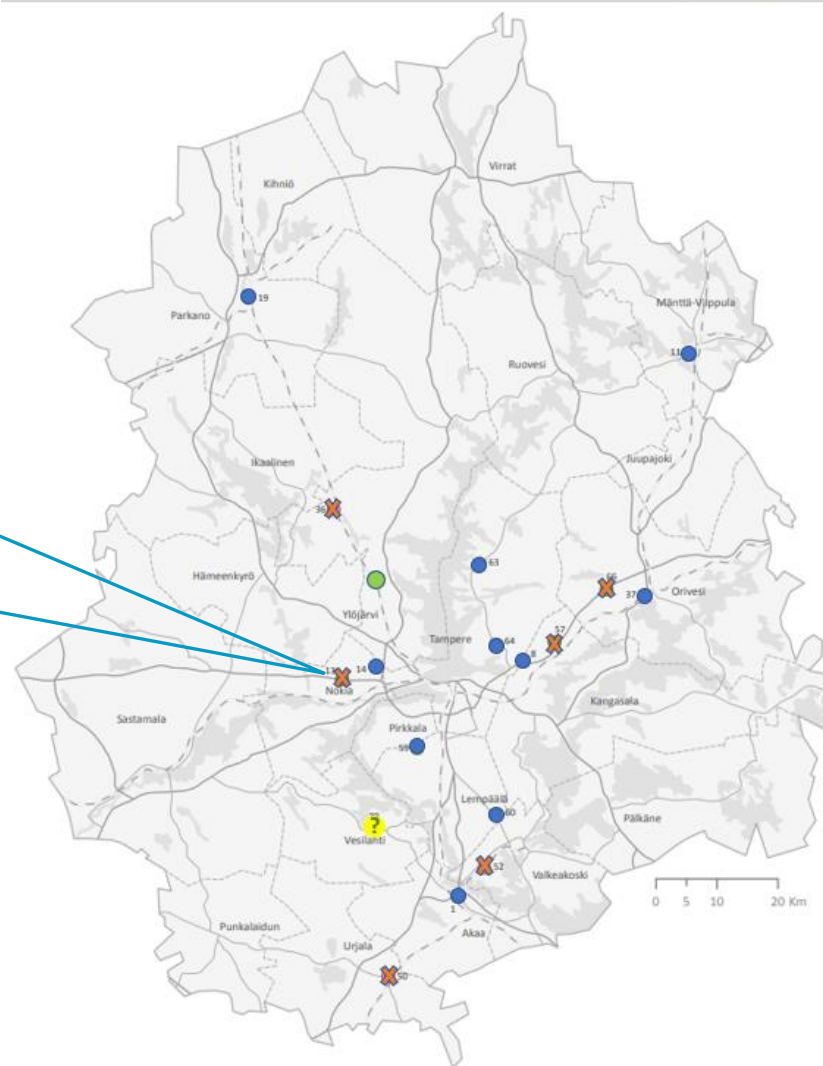 Virrat
Kihniö
19
Parkano
Mänttä-Vilppula
11
Ruovesi
Juupajoki
Ikaalinen
36
63
Hämeenkyrö
Ylöjärvi
37
Orivesi
57
Tampere
64
8
14
Nokia
Kangasala
Sastamala
Pirkkala
59
Lempäälä
60
Pälkäne
?
Vesilahti
52
Valkeakoski
0 5 10 20 Km
1
Akaa
Punkalaidun
Urjala
50